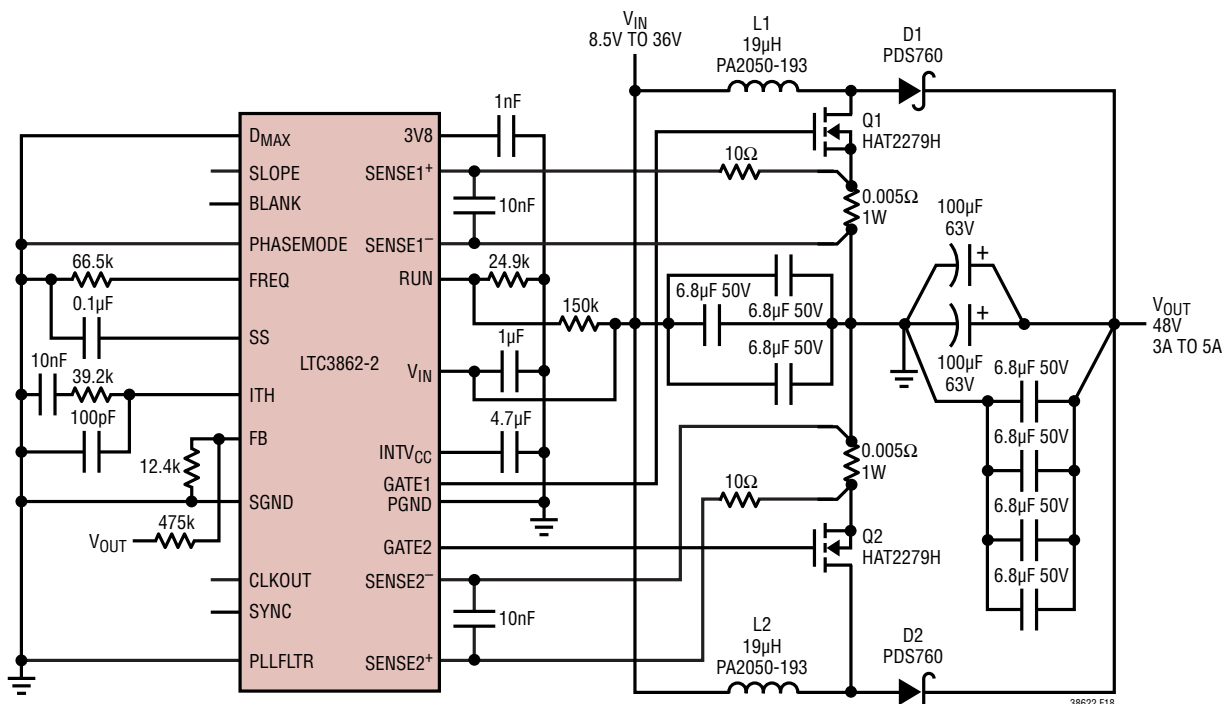 VIN
8.5V TO 36V
L1
19µH
PA2050-193
D1
PDS760
1nF
DMAX
3V8
Q1
HAT2279H
SLOPE
SENSE1+
10Ω
BLANK
10nF
0.005Ω
1W
100µF
63V
PHASEMODE
SENSE1–
66.5k
FREQ
RUN
24.9k
6.8µF 50V
6.8µF 50V
0.1µF
150k
VOUT
48V
3A TO 5A
SS
1µF
6.8µF 50V
10nF
39.2k
LTC3862-2
VIN
100µF
63V
6.8µF 50V
ITH
100pF
4.7µF
FB
6.8µF 50V
12.4k
INTVCC
0.005Ω
1W
GATE1
10Ω
6.8µF 50V
SGND
PGND
475k
VOUT
GATE2
Q2
HAT2279H
6.8µF 50V
CLKOUT
SENSE2–
SYNC
10nF
L2
19µH
PA2050-193
D2
PDS760
PLLFLTR
SENSE2+
38622 F18